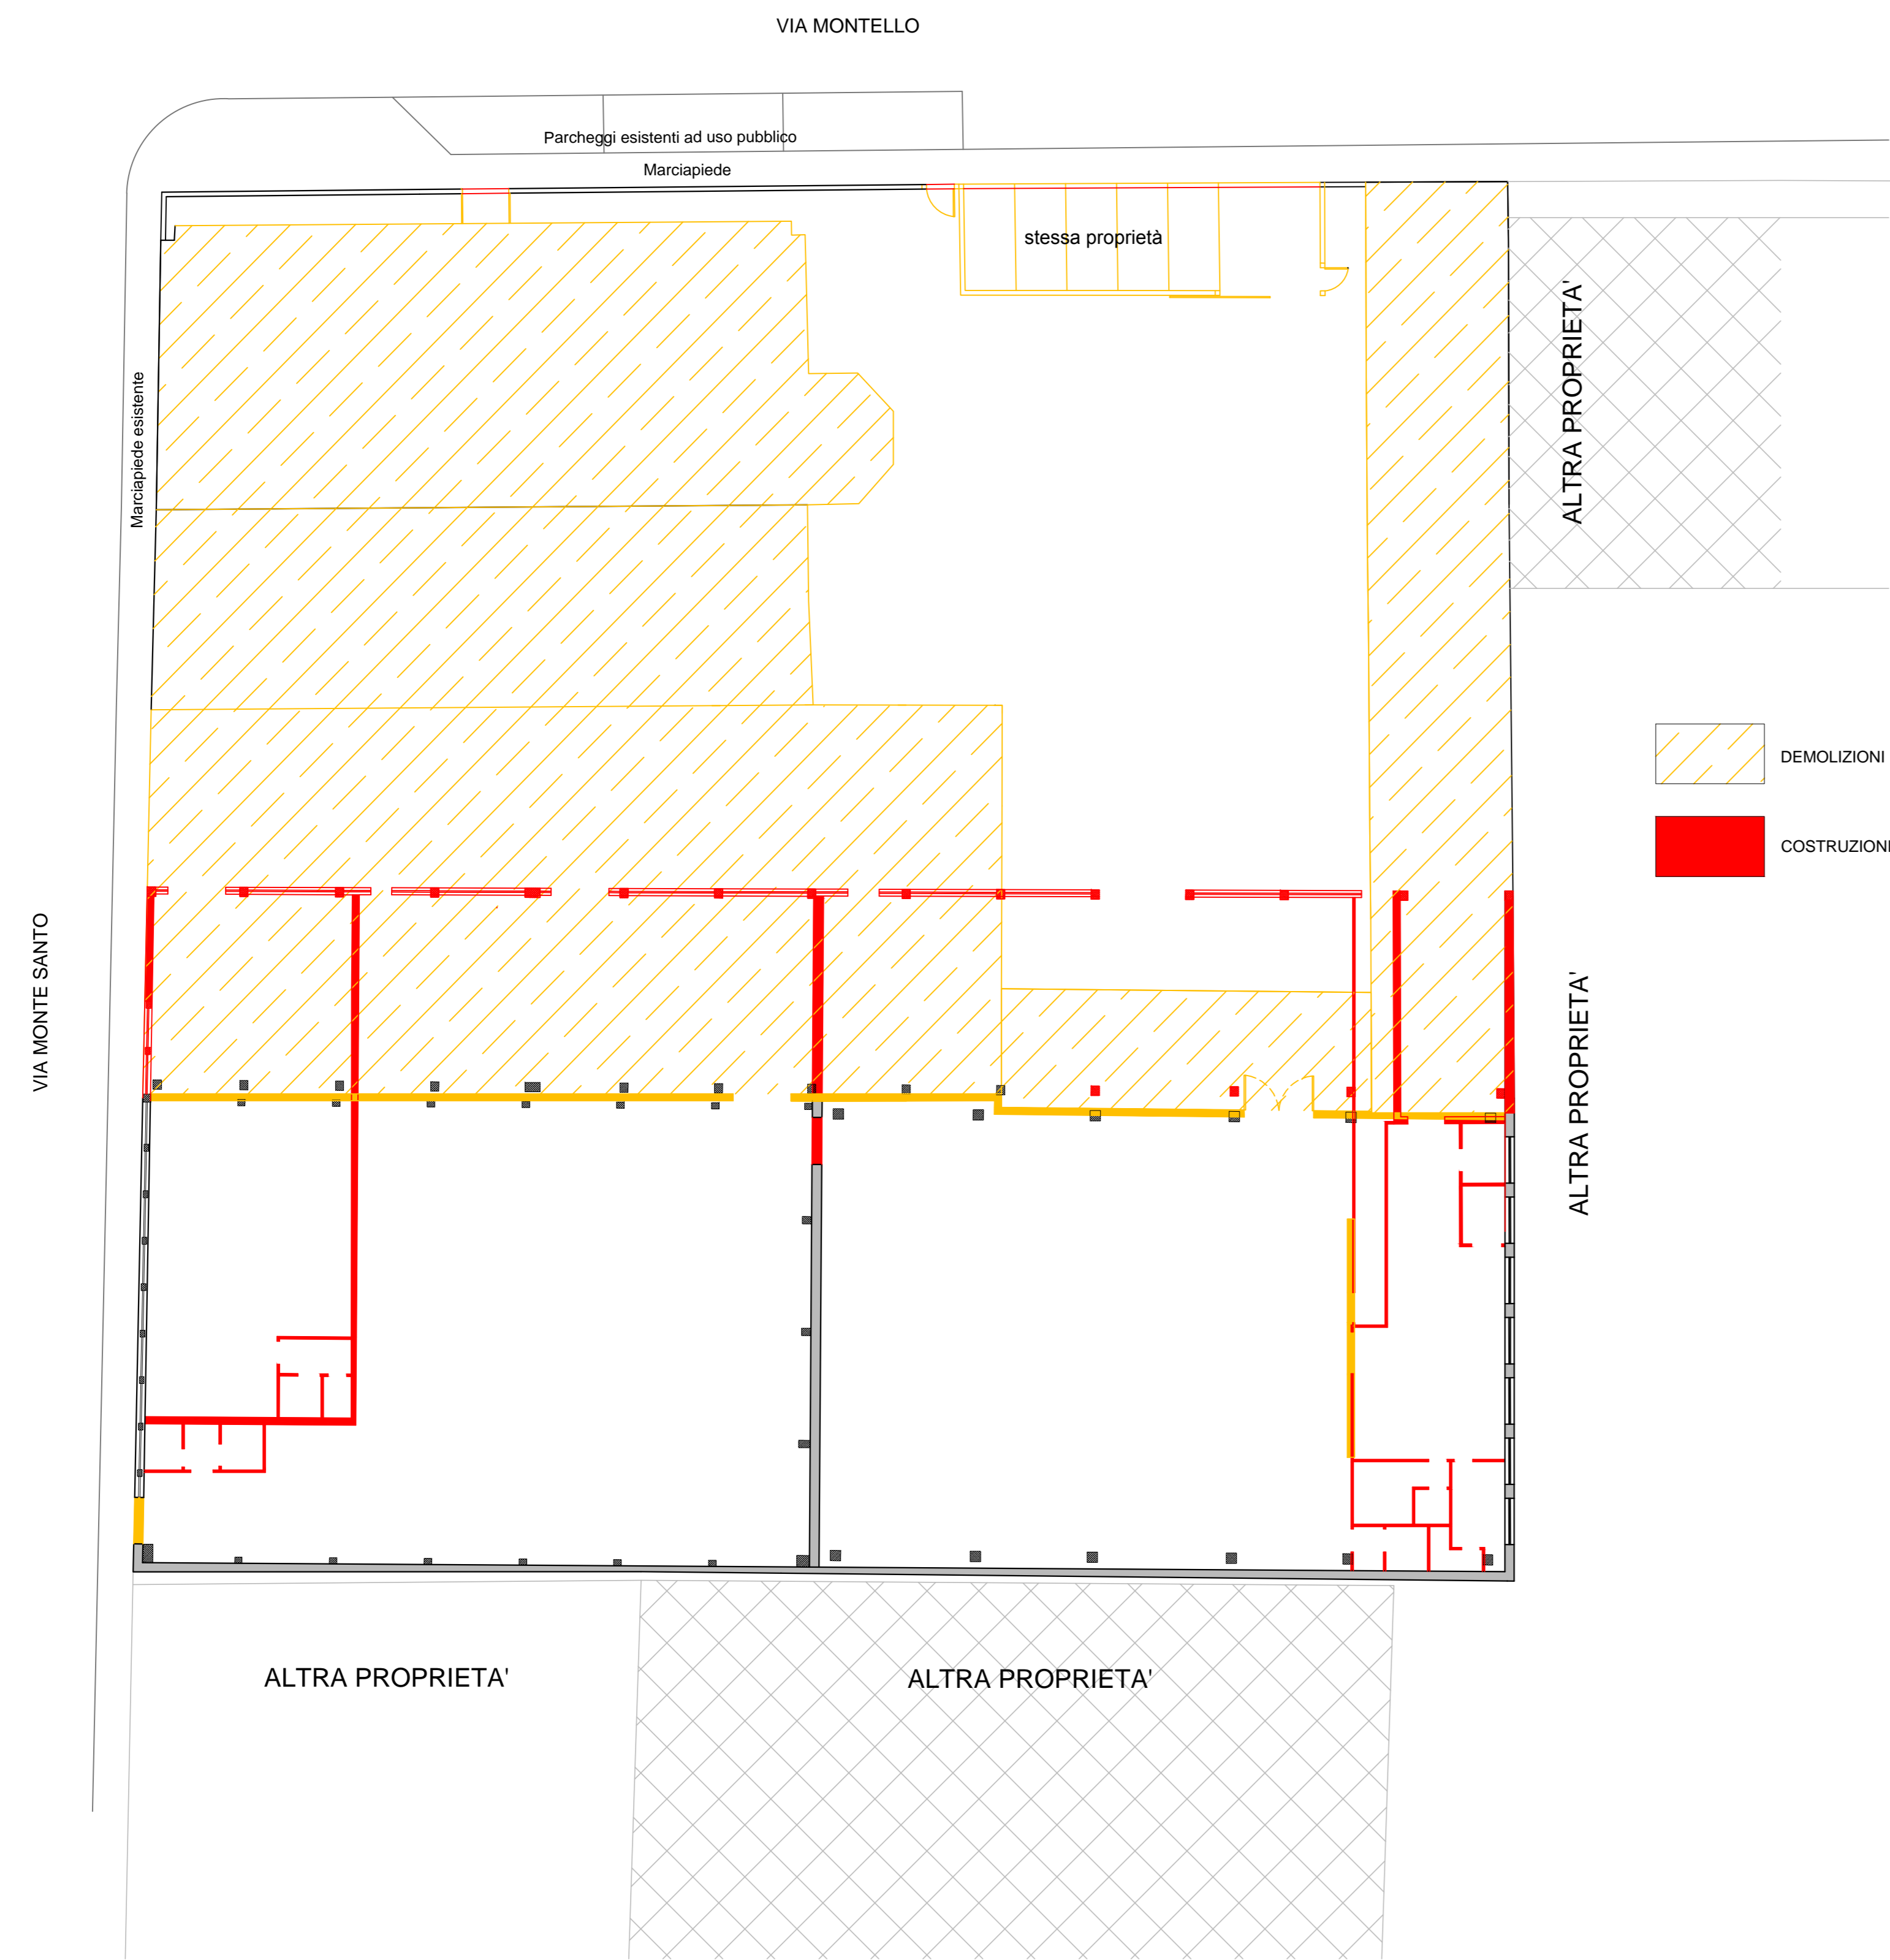 VIA MONTELLO
Parcheggi esistenti ad uso pubblico
Marciapiede
stessa proprietà
Marciapiede esistente
ALTRA PROPRIETA'
DEMOLIZIONI
COSTRUZIONI
VIA MONTE SANTO
ALTRA PROPRIETA'
ALTRA PROPRIETA'
ALTRA PROPRIETA'